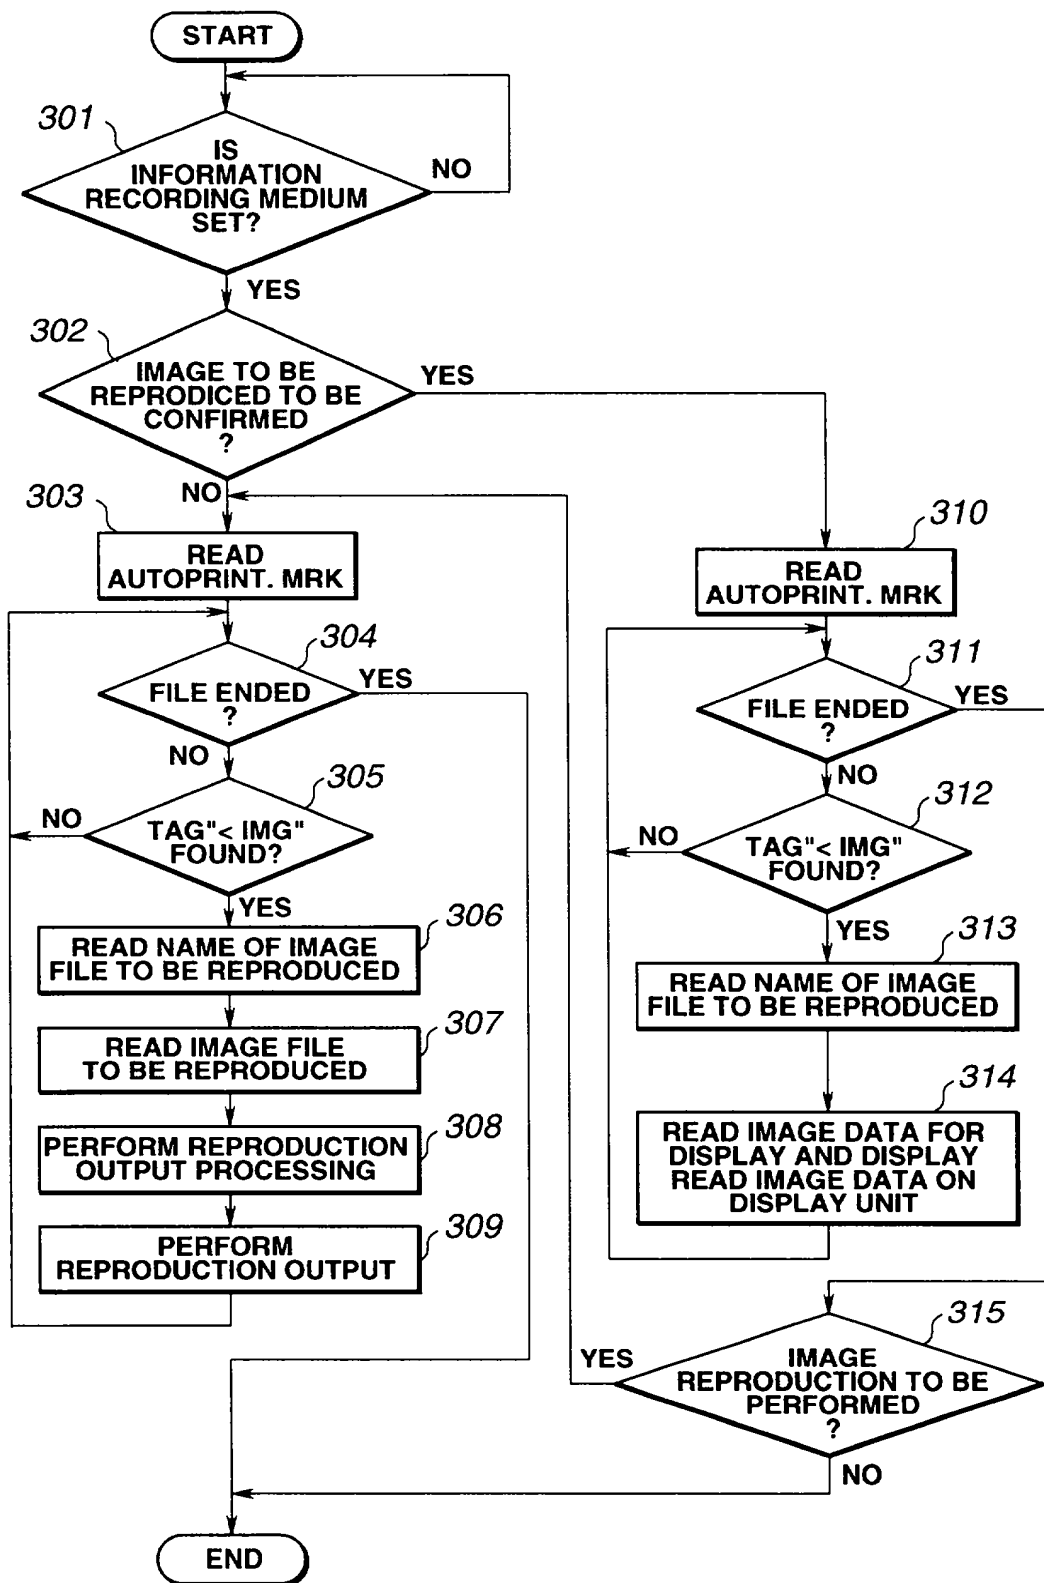 START
301
IS
INFORMATION
RECORDING MEDIUM
SET?
NO
YES
302
IMAGE TO BE
REPRODICED TO BE
CONFIRMED
?
YES
NO
303
READ
AUTOPRINT. MRK
304
FILE ENDED
?
YES
NO
305
TAG"< IMG"
FOUND?
NO
YES
306
READ NAME OF IMAGE
FILE TO BE REPRODUCED
307
READ IMAGE FILE
TO BE REPRODUCED
308
PERFORM REPRODUCTION
OUTPUT PROCESSING
309
PERFORM
REPRODUCTION OUTPUT
310
READ
AUTOPRINT. MRK
311
FILE ENDED
?
YES
NO
312
TAG"< IMG"
FOUND?
NO
YES
313
READ NAME OF IMAGE
FILE TO BE REPRODUCED
314
READ IMAGE DATA FOR
DISPLAY AND DISPLAY
READ IMAGE DATA ON
DISPLAY UNIT
315
IMAGE
REPRODUCTION TO BE
PERFORMED
?
YES
NO
END